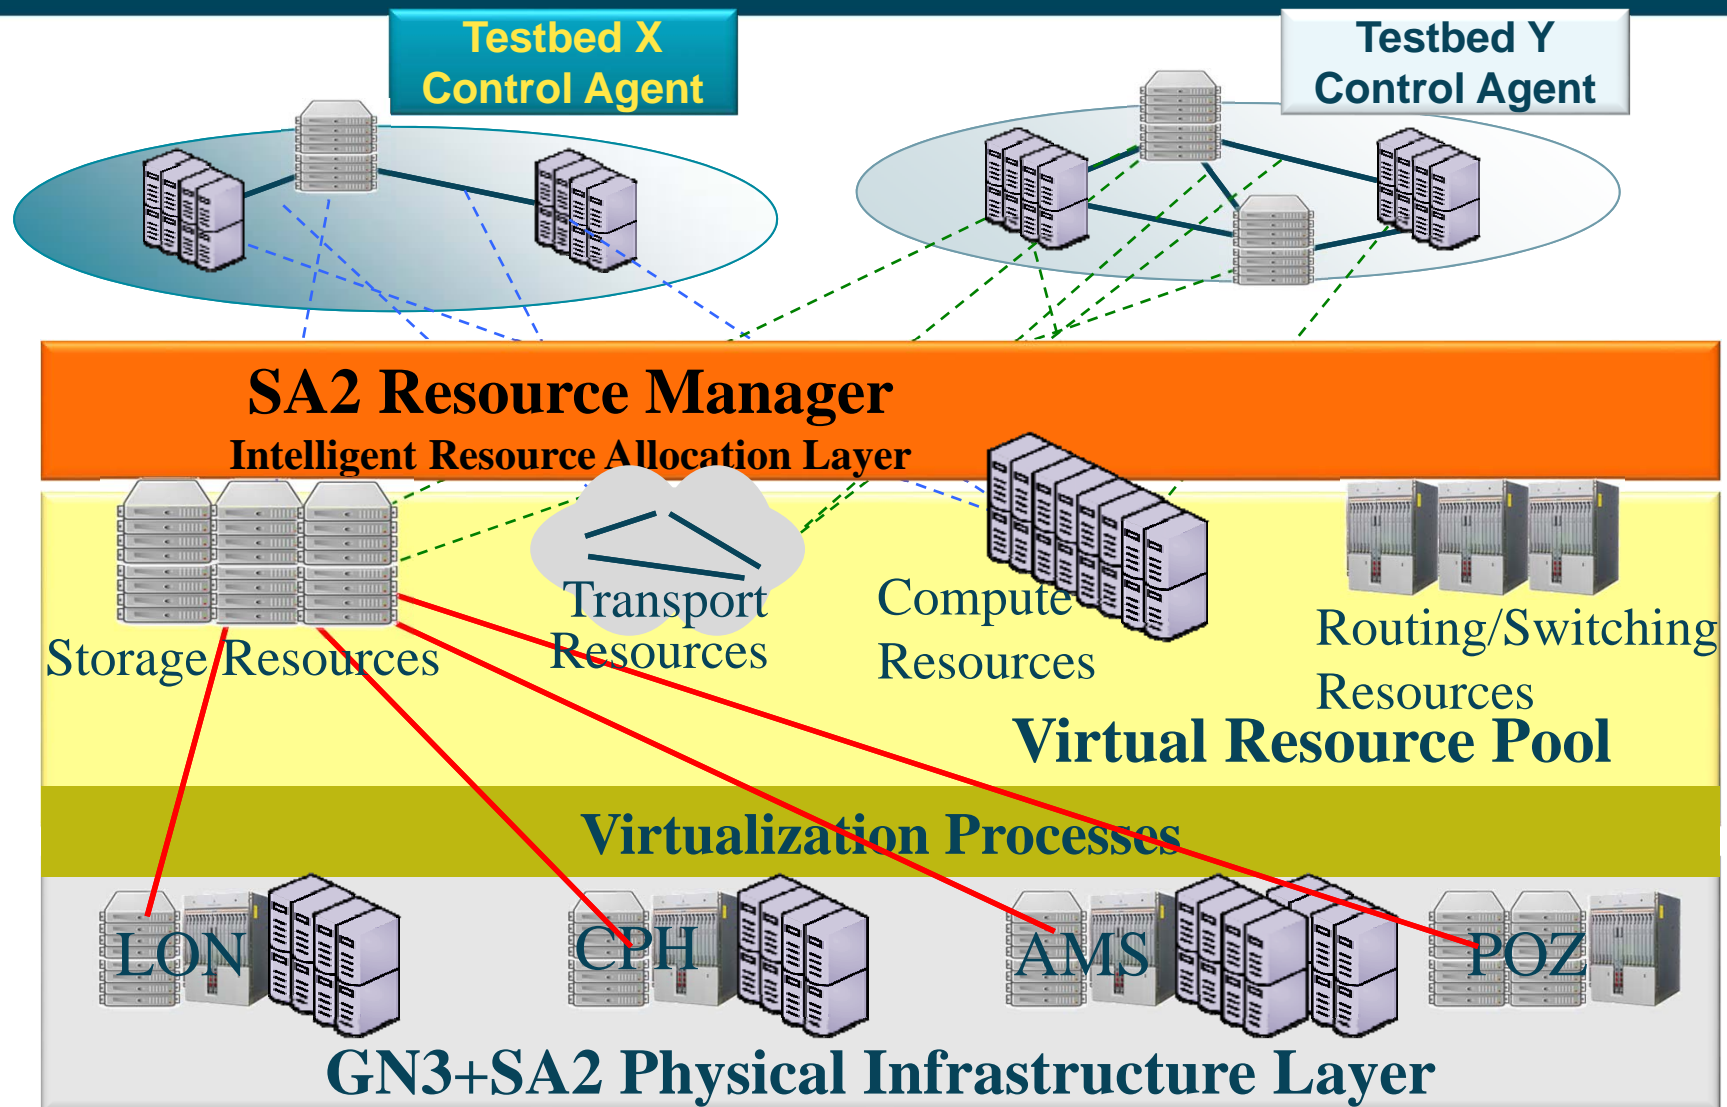 Testbed X
Control Agent
Testbed Y
Control Agent
SA2 Resource Manager
Intelligent Resource Allocation Layer
Storage Resources
Transport
Resources
Compute
Resources
Routing/Switching
Resources
Virtual Resource Pool
Virtualization Processes
LON
CPH
AMS
POZ
GN3+SA2 Physical Infrastructure Layer